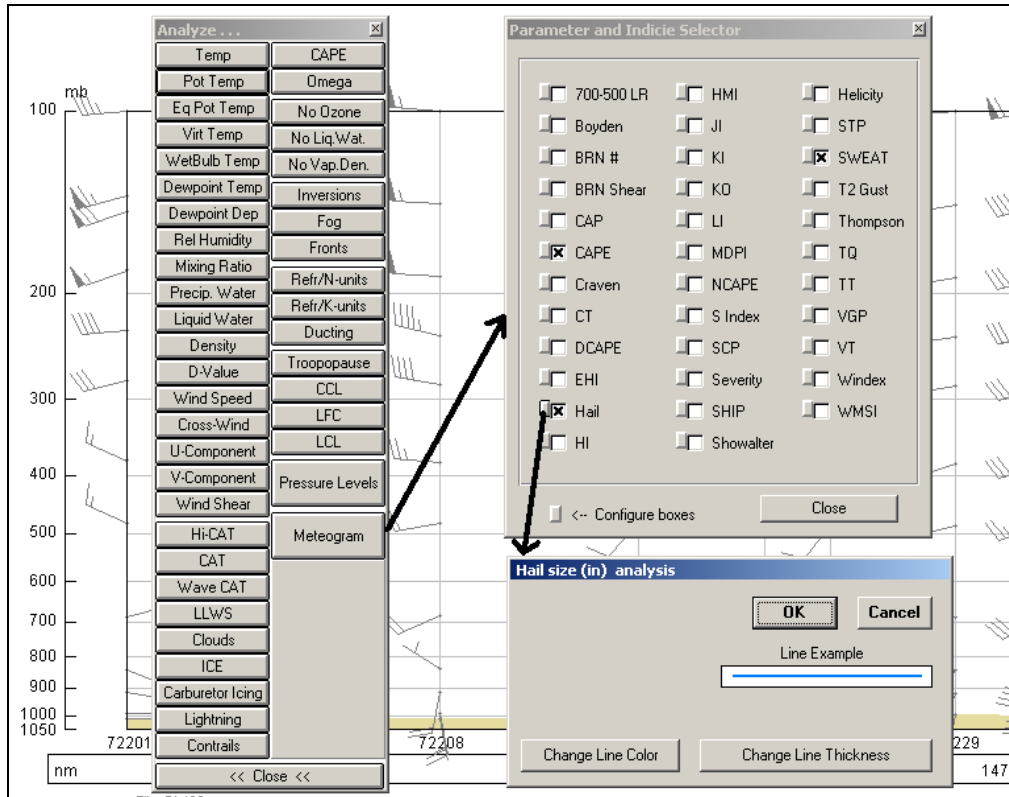 Analyze . . .
Temp
Pot Temp
Eq Pot Temp
Virt Temp
WetBulb Temp
Dewpoint Temp
Dewpoint Dep
Rel Humidity
Mixing Ratio
Precip. Water
Liquid Water
Density
D-Value
Wind Speed
Cross-Wind
U-Component
V-Component
Wind Shear
Hi-CAT
CAT
Wave CAT
LLWS
Clouds
ICE
Carburetor Icing
Lightning
Contrails
CAPE
Omega
No Ozone
No Liq.Wat.
No Vap.Den.
Inversions
Fog
Fronts
Refr/N-units
Refr/K-units
Ducting
Troopopause
CCL
LFC
LCL
Pressure Levels
Meteogram
<< Close <<
Parameter and Indicie Selector
700-500 LR
Boyden
BRN #
BRN Shear
CAP
CAPE
Craven
CT
DCAPE
EHI
Hail
HI
HMI
JI
KI
KO
LI
MDPI
NCAPE
S Index
SCP
Severity
SHIP
Showalter
Helicity
STP
SWEAT
T2 Gust
Thompson
TQ
TT
VGP
VT
Windex
WMSI
<-- Configure boxes
Close
Hail size (in) analysis
OK
Cancel
Line Example
Change Line Color
Change Line Thickness
mb
100
200
300
400
500
600
700
800
900
1000
1050
72201
72208
229
nm
147